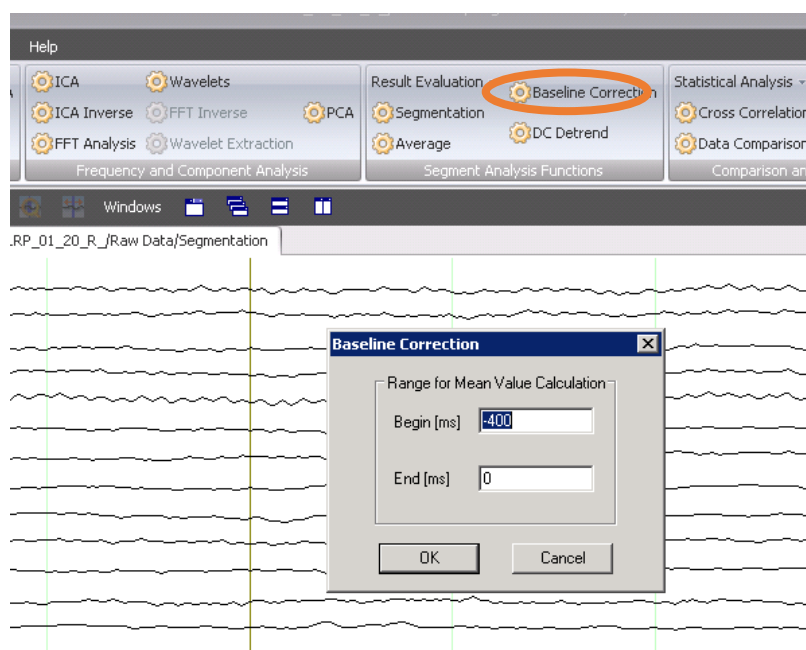 Help
ICA Wavelets
ICA Inverse FFT Inverse PCA
FFT Analysis Wavelet Extraction
Frequency and Component Analysis
Result Evaluation Baseline Correction
Segmentation
DC Detrend
Average
Segment Analysis Functions
Statistical Analysis
Cross Correlation
Data Comparison
Comparison an
Windows
.RP_01_20_R_/Raw Data/Segmentation
Baseline Correction
Range for Mean Value Calculation
Begin [ms] -400
End [ms] 0
OK Cancel